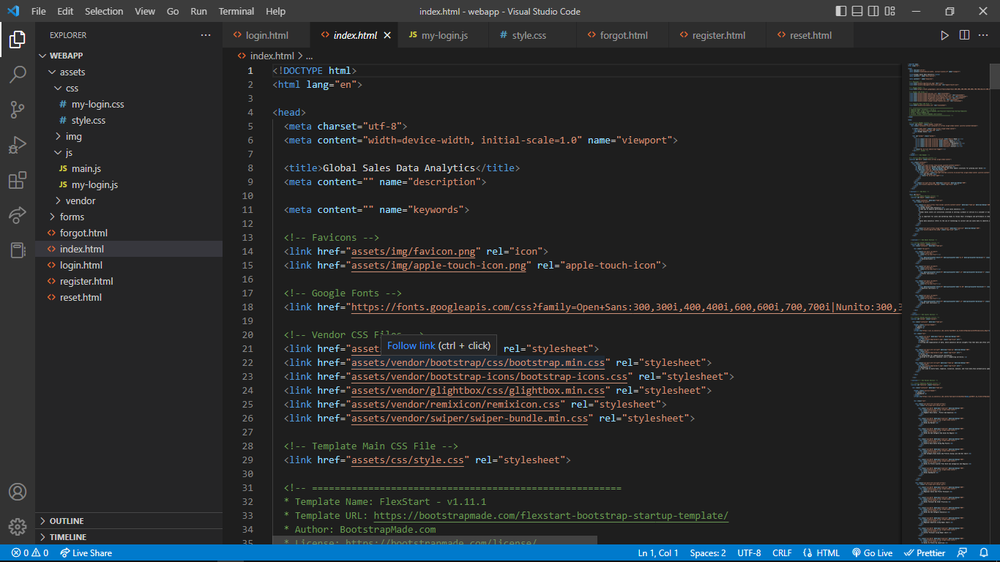 File Edit Selection View Go Run Terminal Help index.html - webapp - Visual Studio Code
EXPLORER ...
WEBAPP
assets
css
# my-login.css
# style.css
img
js
JS main.js
JS my-login.js
vendor
forms
<> forgot.html
<> index.html
<> login.html
<> register.html
<> reset.html
OUTLINE
TIMELINE
<> login.html <> index.html × JS my-login.js # style.css <> forgot.html <> register.html <> reset.html ...
<> index.html > ...
1 <!DOCTYPE html>
2 <html lang="en">
3
4 <head>
5 <meta charset="utf-8">
6 <meta content="width=device-width, initial-scale=1.0" name="viewport">
7
8 <title>Global Sales Data Analytics</title>
9 <meta content="" name="description">
10
11 <meta content="" name="keywords">
12
13 <!-- Favicons -->
14 <link href="assets/img/favicon.png" rel="icon">
15 <link href="assets/img/apple-touch-icon.png" rel="apple-touch-icon">
16
17 <!-- Google Fonts -->
18 <link href="https://fonts.googleapis.com/css?family=Open+Sans:300,300i,400,400i,600,600i,700,700i|Nunito:300,3
19
20 <!-- Vendor CSS Files -->
Follow link (ctrl + click)
21 <link href="asset rel="stylesheet">
22 <link href="assets/vendor/bootstrap/css/bootstrap.min.css" rel="stylesheet">
23 <link href="assets/vendor/bootstrap-icons/bootstrap-icons.css" rel="stylesheet">
24 <link href="assets/vendor/glightbox/css/glightbox.min.css" rel="stylesheet">
25 <link href="assets/vendor/remixicon/remixicon.css" rel="stylesheet">
26 <link href="assets/vendor/swiper/swiper-bundle.min.css" rel="stylesheet">
27
28 <!-- Template Main CSS File -->
29 <link href="assets/css/style.css" rel="stylesheet">
30
31 <!-- =======================================================
32 * Template Name: FlexStart - v1.11.1
33 * Template URL: https://bootstrapmade.com/flexstart-bootstrap-startup-template/
34 * Author: BootstrapMade.com
35 * License: https://bootstrapmade.com/license/
0 0 Live Share Ln 1, Col 1 Spaces: 2 UTF-8 CRLF HTML Go Live Prettier